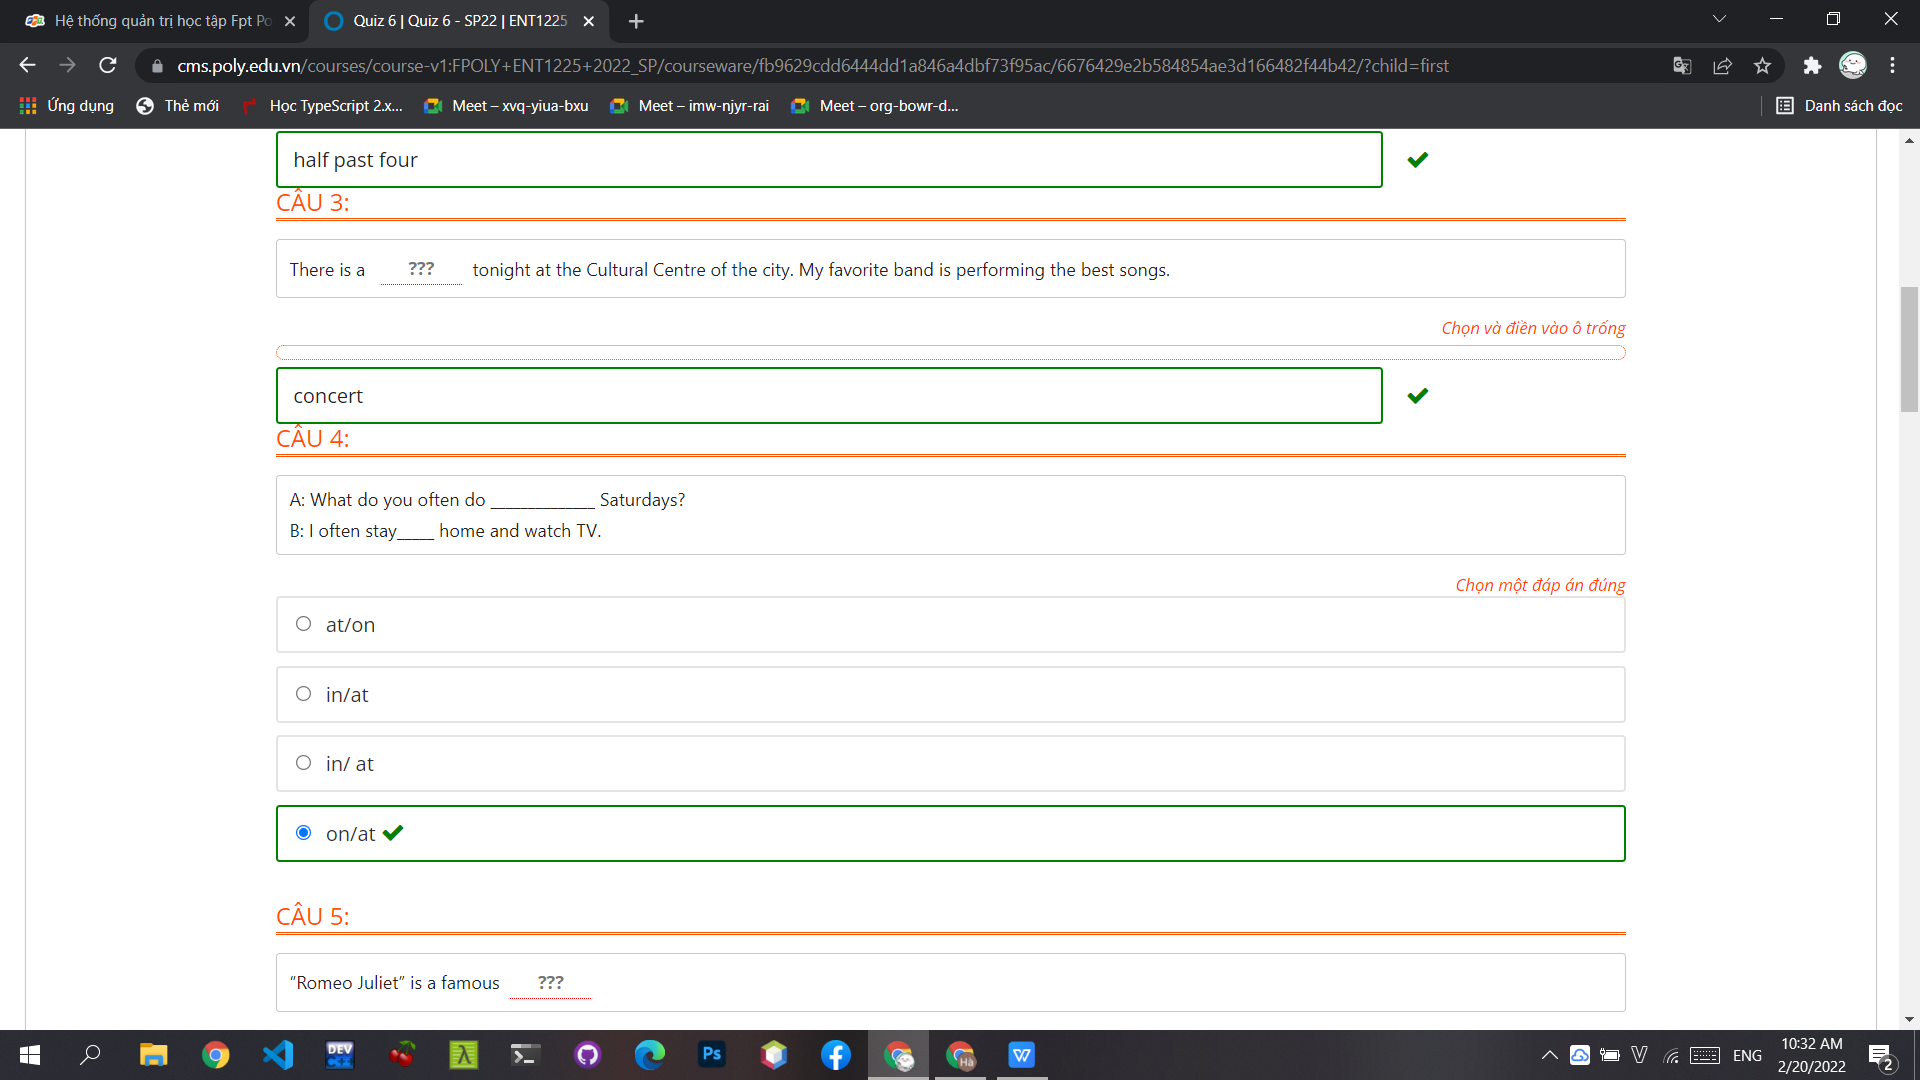 Hệ thống quản trị học tập Fpt Po
Quiz 6 | Quiz 6 - SP22 | ENT1225
cms.poly.edu.vn/courses/course-v1:FPOLY+ENT1225+2022_SP/courseware/fb9629cdd6444dd1a846a4dbf73f95ac/6676429e2b584854ae3d166482f44b42/?child=first
Ứng dụng
Thẻ mới
Học TypeScript 2.x...
Meet – xvq-yiua-bxu
Meet – imw-njyr-rai
Meet – org-bowr-d...
Danh sách đọc
half past four
CÂU 3:
There is a ??? tonight at the Cultural Centre of the city. My favorite band is performing the best songs.
Chọn và điền vào ô trống
concert
CÂU 4:
A: What do you often do ______________ Saturdays?
B: I often stay_____ home and watch TV.
Chọn một đáp án đúng
at/on
in/at
in/ at
on/at
CÂU 5:
“Romeo Juliet” is a famous ???
DEV
C++
Ps
Hà
W
V
ENG
10:32 AM
2/20/2022
2